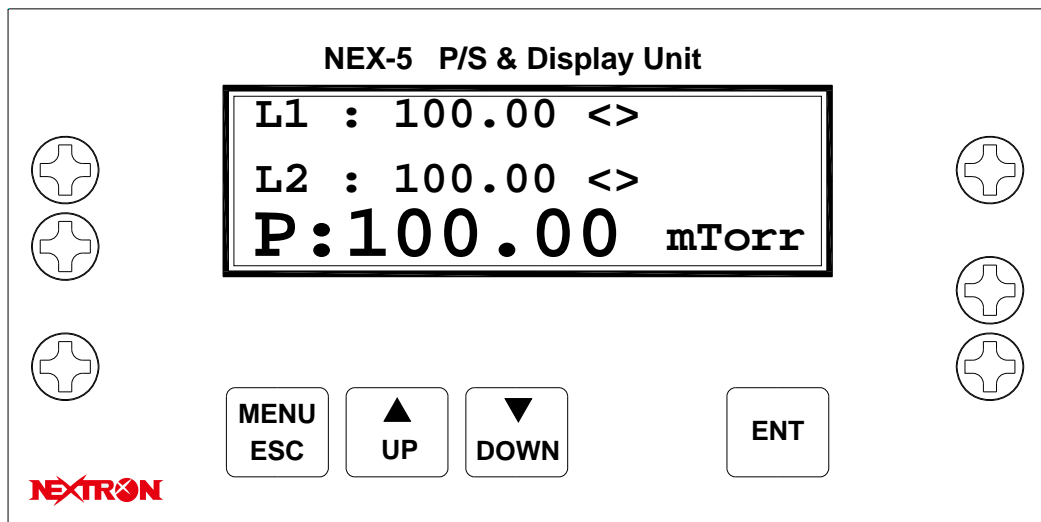 NEX-5 P/S & Display Unit
L1 : 100.00 <>
L2 : 100.00 <>
P:100.00 mTorr
MENU
ESC
▲
UP
▼
DOWN
ENT
NEXTRON